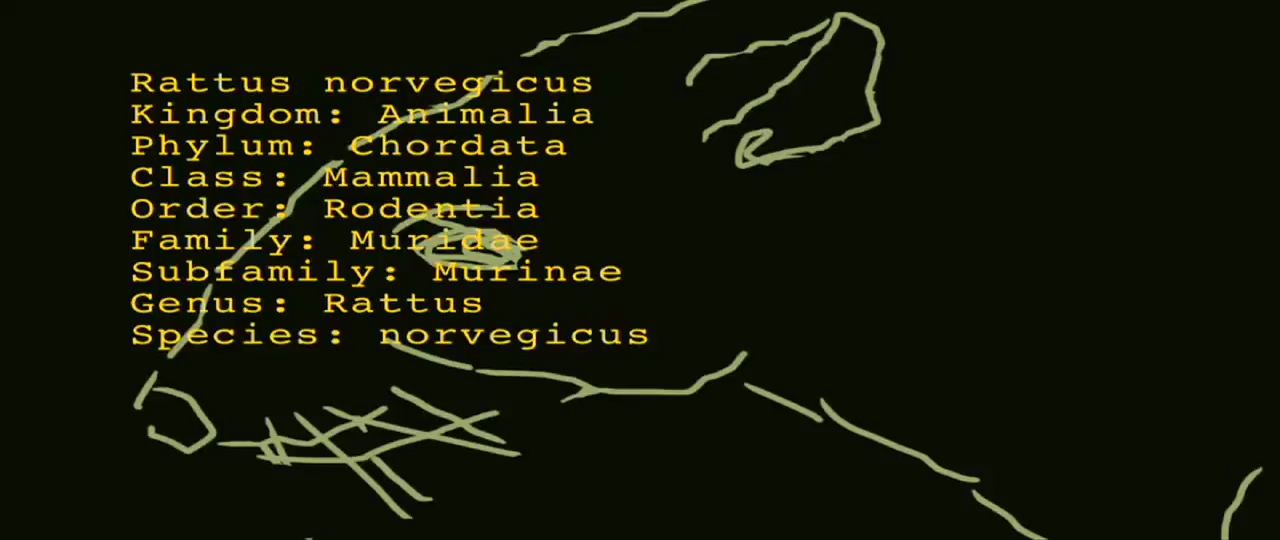 Rattus norvegicus
Kingdom: Animalia
Phylum: Chordata
Class: Mammalia
Order: Rodentia
Family: Muridae
Subfamily: Murinae
Genus: Rattus
Species: norvegicus